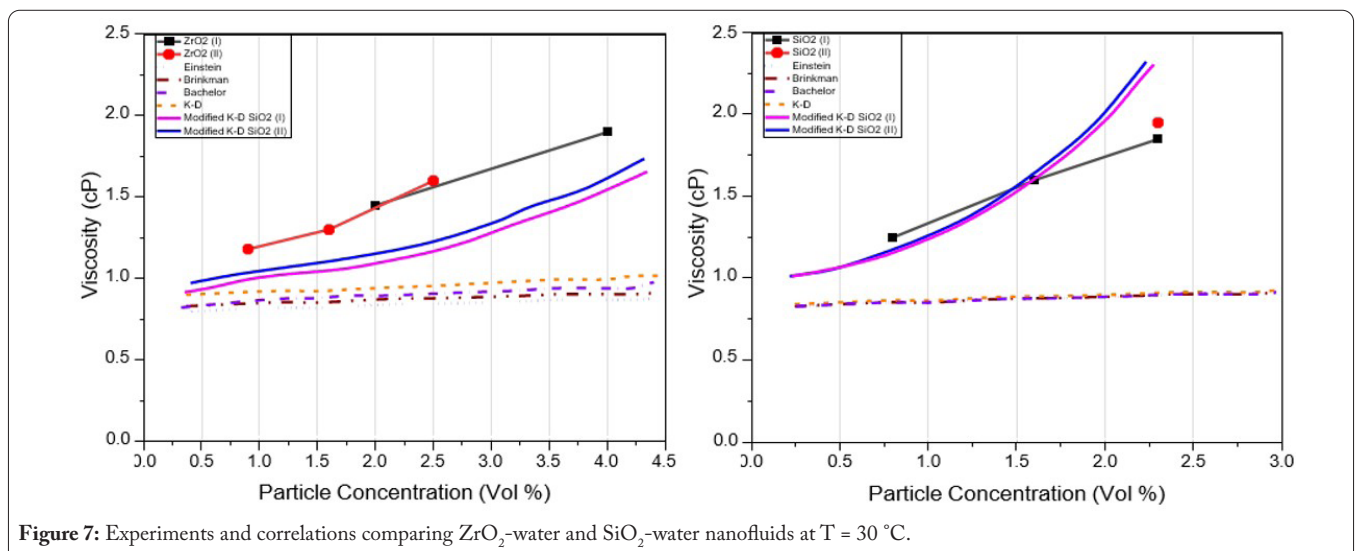 2.5
2.0
1.5
1.0
0.5
0.0
Viscosity (cP)
ZrO2 (I)
ZrO2 (II)
Einstein
Brinkman
Bachelor
K-D
Modified K-D SiO2 (I)
Modified K-D SiO2 (II)
0.0 0.5 1.0 1.5 2.0 2.5 3.0 3.5 4.0 4.5
Particle Concentration (Vol %)
2.5
2.0
1.5
1.0
0.5
0.0
Viscosity (cP)
SiO2 (I)
SiO2 (II)
Einstein
Brinkman
Bachelor
K-D
Modified K-D SiO2 (I)
Modified K-D SiO2 (II)
0.0 0.5 1.0 1.5 2.0 2.5 3.0
Particle Concentration (Vol %)
Figure 7: Experiments and correlations comparing ZrO₂-water and SiO₂-water nanofluids at T = 30 °C.